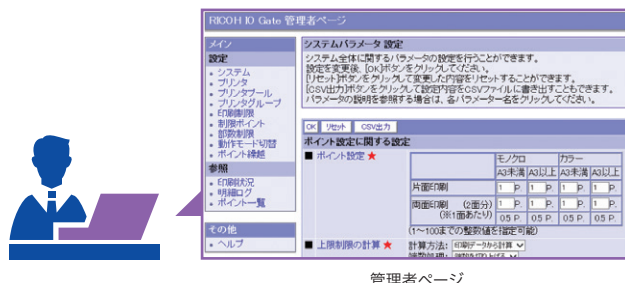 RICOH IO Gate 管理者ページ
メイン
設定
・システム
・プリンタ
・プリンタプール
・プリンタグループ
・印刷制限
・制限ポイント
・部数制限
・動作モード切替
・ポイント繰越
参照
・印刷状況
・明細ログ
・ポイント一覧
その他
・ヘルプ
システムパラメータ 設定
システム全体に関するパラメータの設定を行うことができます。
設定を変更後、[OK]ボタンをクリックしてください。
[リセット]ボタンをクリックして変更した内容をリセットすることができます。
[CSV出力]ボタンをクリックして設定内容をCSVファイルに書き出すこともできます。
パラメータの説明を参照する場合は、各パラメーター名をクリックしてください。
OK リセット CSV出力
ポイント設定に関する設定
■ ポイント設定 ★
モノクロ カラー
A3未満 A3以上 A3未満 A3以上
片面印刷 1 P. 1 P. 1 P. 1 P.
両面印刷 (2面分) 1 P. 1 P. 1 P. 1 P.
(※1面あたり) 0.5 P. 0.5 P. 0.5 P. 0.5 P.
(1～100までの整数値を指定可能)
■ 上限制限の計算 ★ 計算方法: 印刷データから計算
管理者ページ